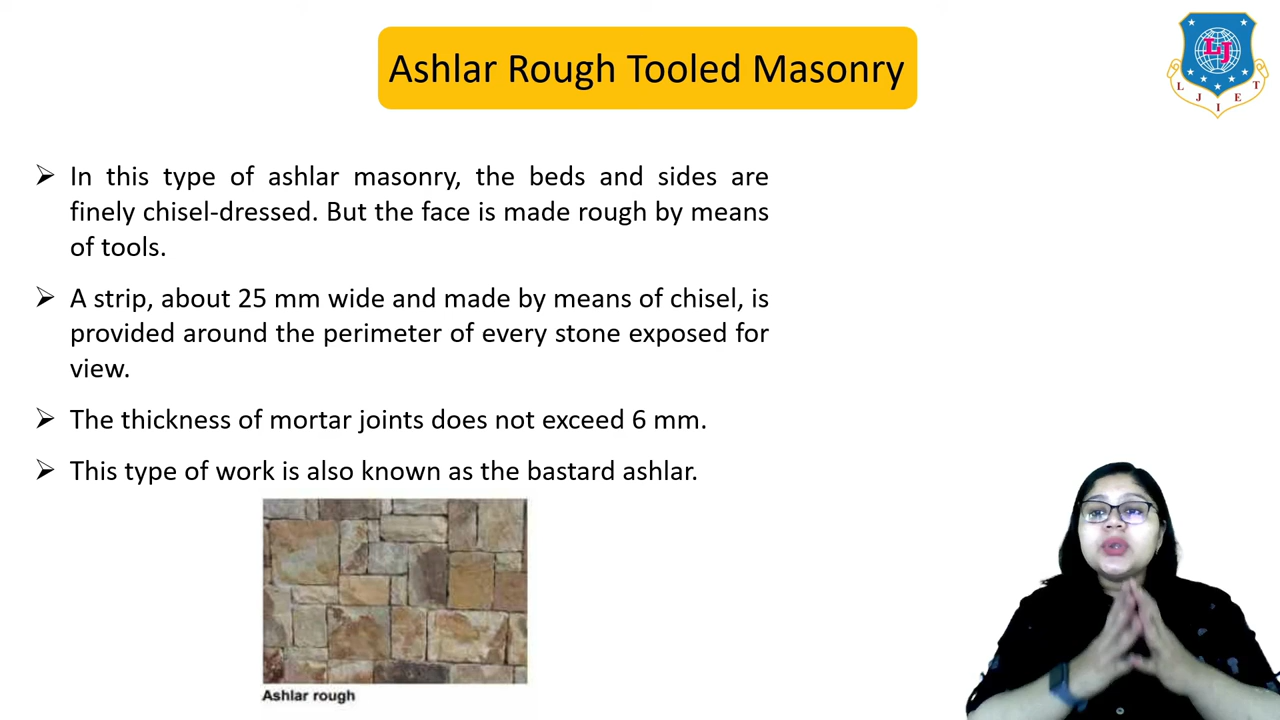 Ashlar Rough Tooled Masonry
LJ
L J I E T
In this type of ashlar masonry, the beds and sides are
finely chisel-dressed. But the face is made rough by means
of tools.
A strip, about 25 mm wide and made by means of chisel, is
provided around the perimeter of every stone exposed for
view.
The thickness of mortar joints does not exceed 6 mm.
This type of work is also known as the bastard ashlar.
Ashlar rough